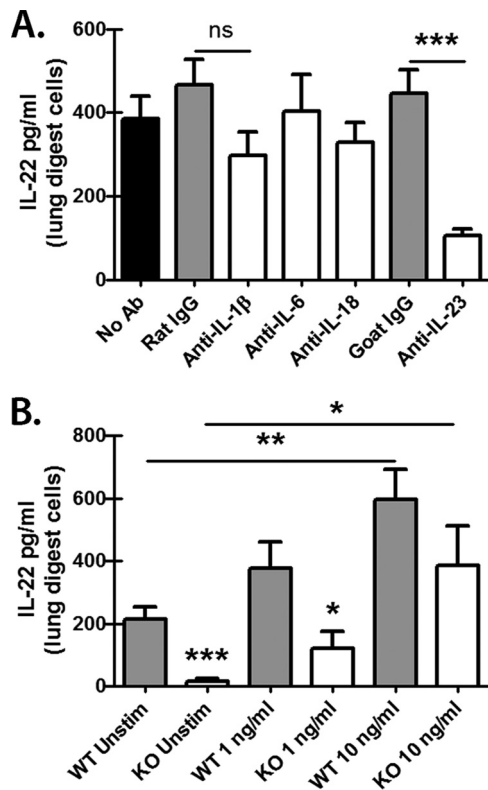 A.
600
400
200
0
IL-22 pg/ml
(lung digest cells)
ns
***
No Ab
Rat IgG
Anti-IL-1β
Anti-IL-6
Anti-IL-18
Goat IgG
Anti-IL-23
B.
800
600
400
200
0
IL-22 pg/ml
(lung digest cells)
*
**
***
*
WT Unstim
KO Unstim
WT 1 ng/ml
KO 1 ng/ml
WT 10 ng/ml
KO 10 ng/ml